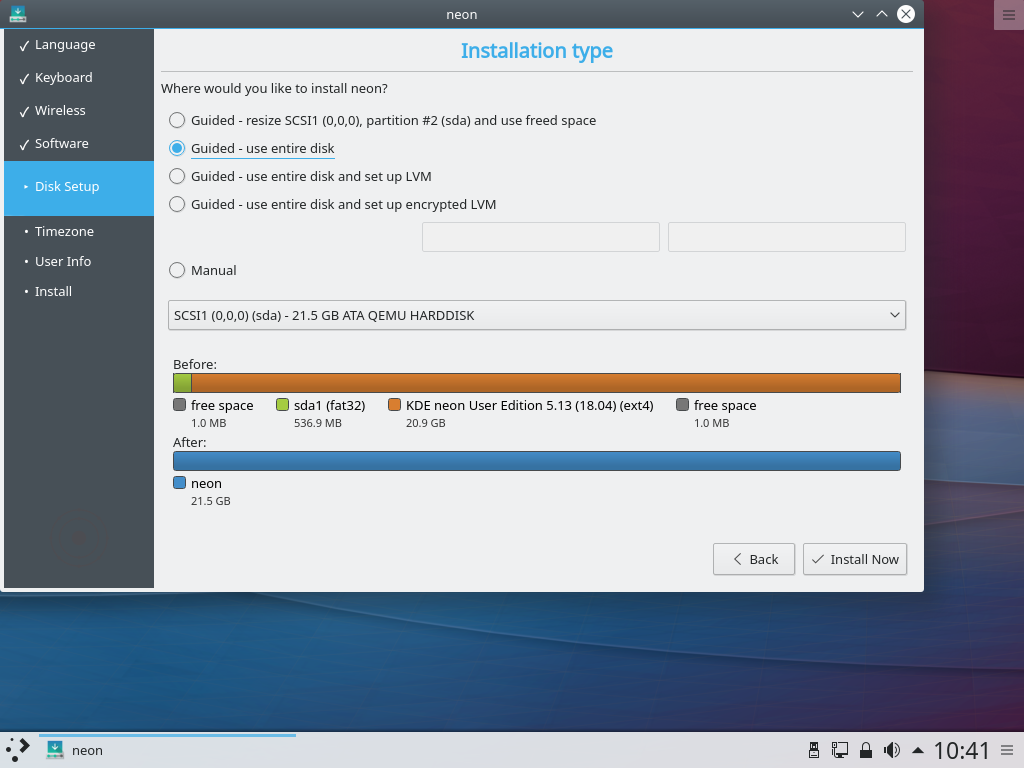 neon
Language
Keyboard
Wireless
Software
Disk Setup
Timezone
User Info
Install
Installation type
Where would you like to install neon?
Guided - resize SCSI1 (0,0,0), partition #2 (sda) and use freed space
Guided - use entire disk
Guided - use entire disk and set up LVM
Guided - use entire disk and set up encrypted LVM
Manual
SCSI1 (0,0,0) (sda) - 21.5 GB ATA QEMU HARDDISK
Before:
free space sda1 (fat32) KDE neon User Edition 5.13 (18.04) (ext4) free space
1.0 MB 536.9 MB 20.9 GB 1.0 MB
After:
neon
21.5 GB
Back Install Now
neon 10:41